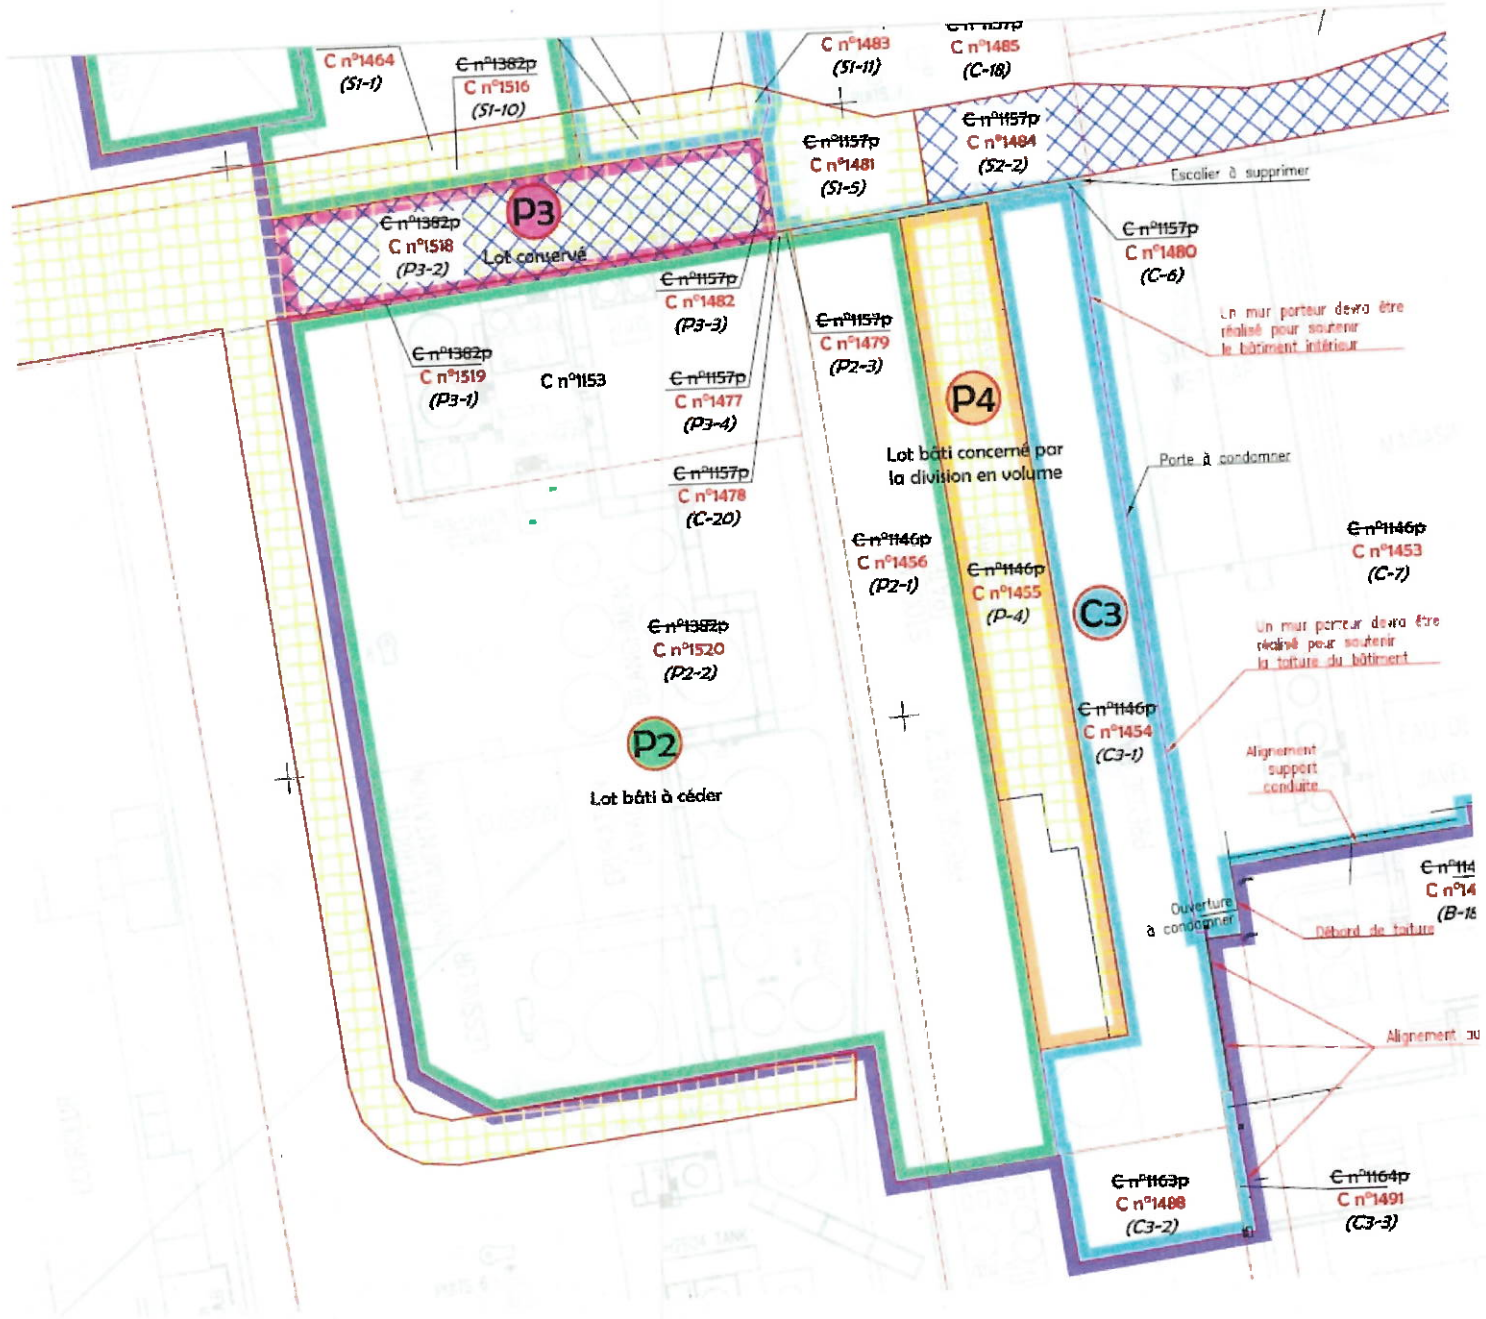 C n°1464
(S1-1)
C n°1382p
C n°1516
(S1-10)
C n°1483
(S1-11)
C n°1157p
C n°1485
(C-18)
C n°1157p
C n°1481
(S1-5)
C n°1157p
C n°1484
(S2-2)
Escalier à supprimer
C n°1157p
C n°1480
(C-6)
P3
Lot conservé
C n°1382p
C n°1518
(P3-2)
C n°1157p
C n°1482
(P3-3)
C n°1157p
C n°1479
(P2-3)
Un mur porteur devra être
réalisé pour soutenir
le bâtiment intérieur
C n°1382p
C n°1519
(P3-1)
C n°1153
C n°1157p
C n°1477
(P3-4)
P4
Lot bâti concerné par
la division en volume
C n°1157p
C n°1478
(C-20)
Porte à condamner
C n°1146p
C n°1456
(P2-1)
C n°1146p
C n°1455
(P-4)
C n°1146p
C n°1453
(C-7)
C3
C n°1382p
C n°1520
(P2-2)
Un mur porteur devra être
réalisé pour soutenir
la toiture du bâtiment
P2
Lot bâti à céder
C n°1146p
C n°1454
(C3-1)
Alignement
support
conduite
C n°114
C n°14
(B-18
Ouverture
à condamner
Débord de toiture
Alignement au
C n°1163p
C n°1488
(C3-2)
C n°1164p
C n°1491
(C3-3)